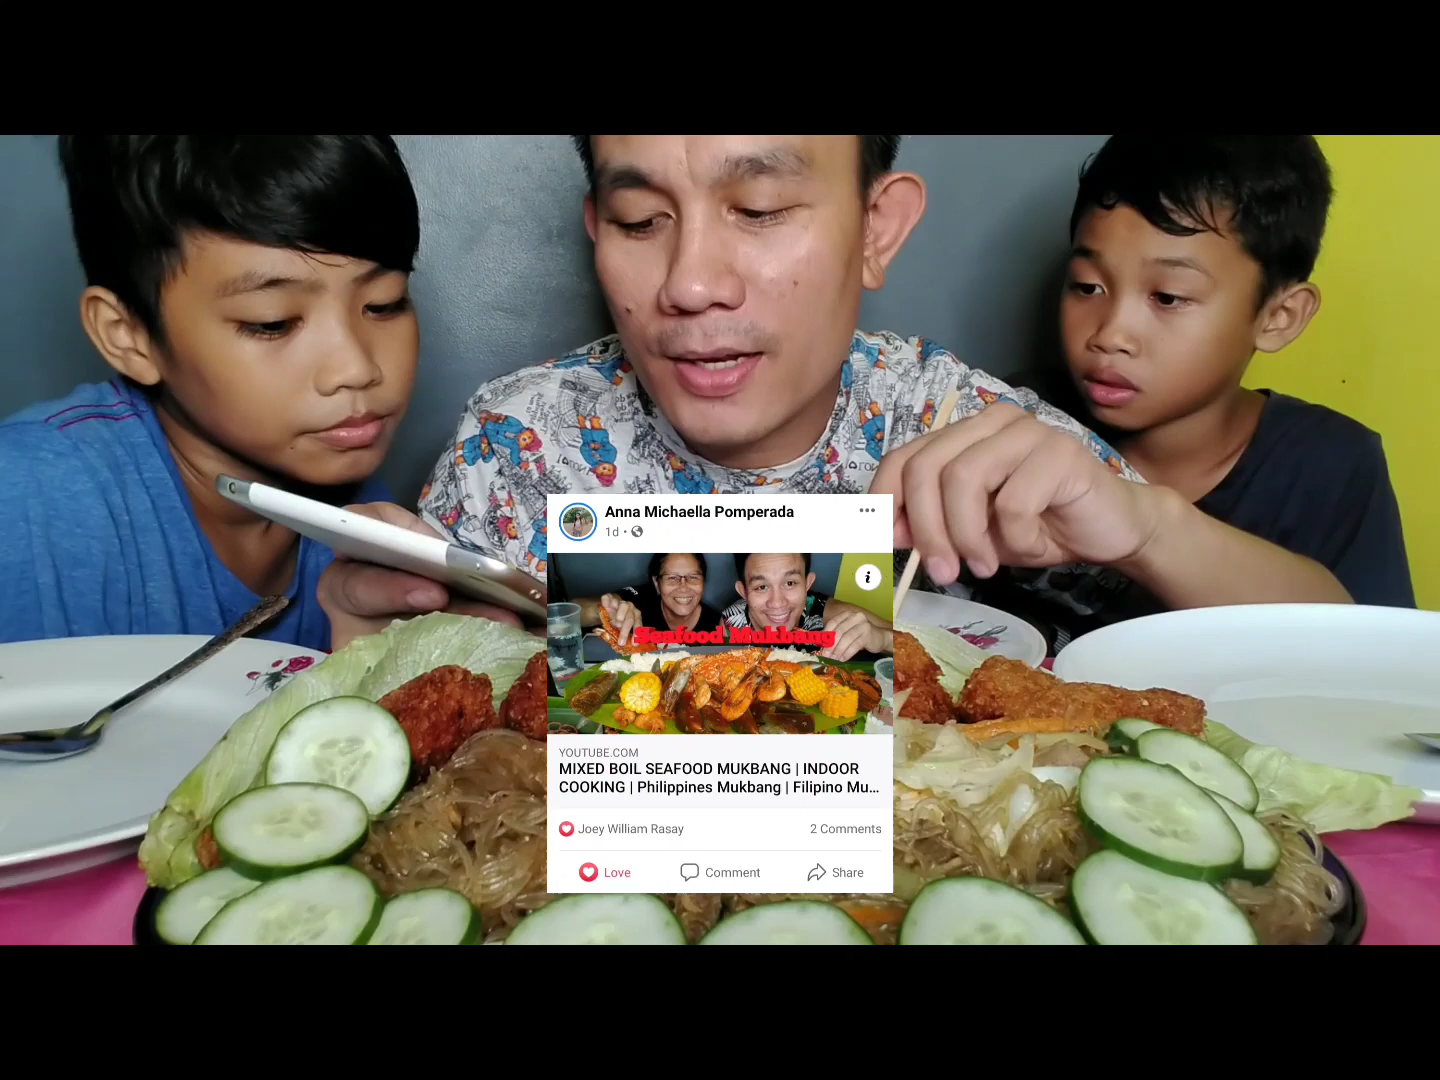 Anna Michaella Pomperada
1d
Seafood Mukbang
YOUTUBE.COM
MIXED BOIL SEAFOOD MUKBANG | INDOOR
COOKING | Philippines Mukbang | Filipino Mu...
Joey William Rasay
2 Comments
Love
Comment
Share